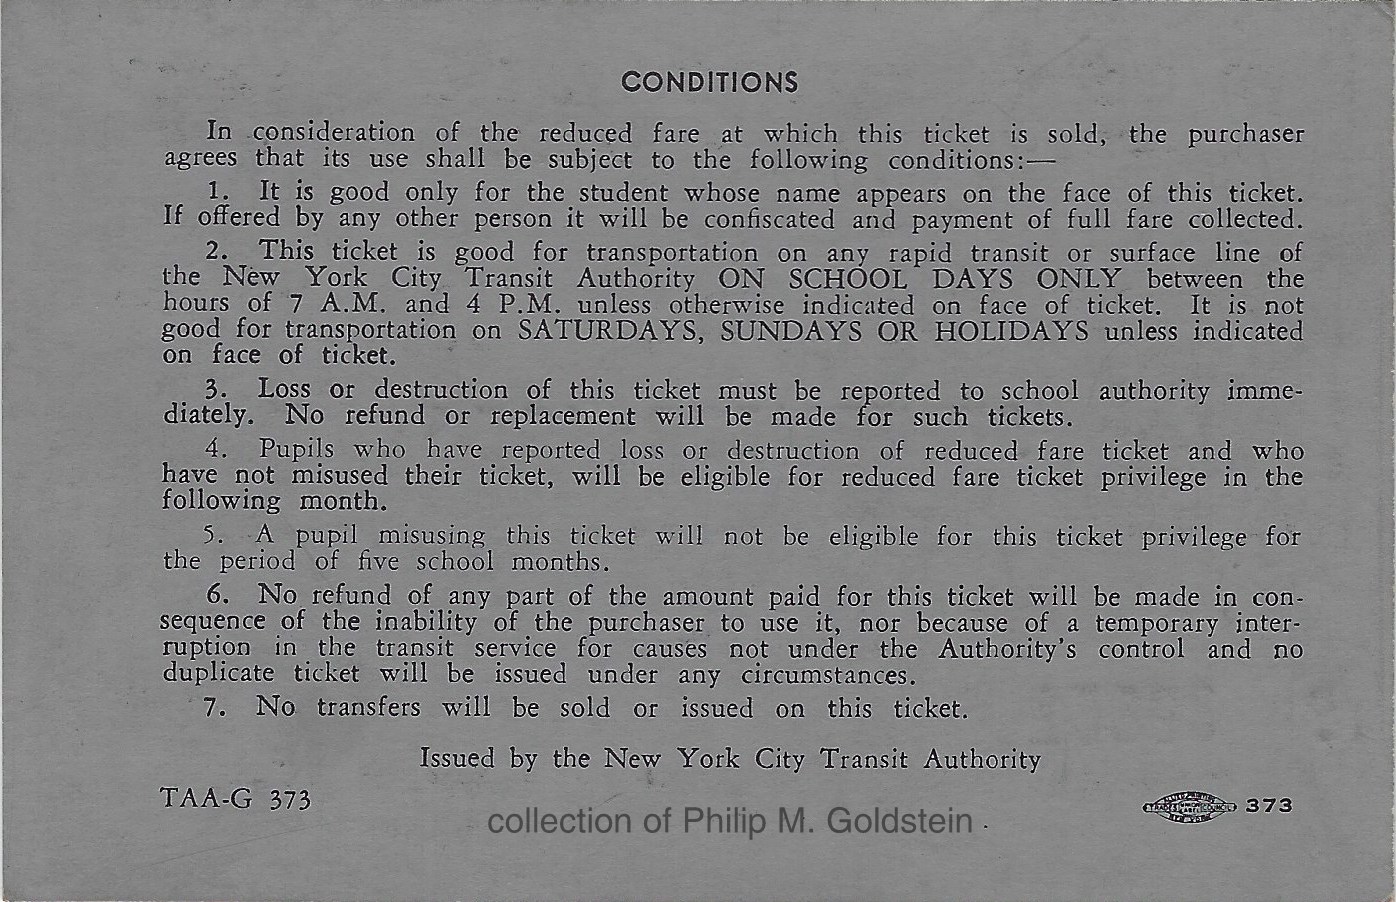 CONDITIONS
In consideration of the reduced fare at which this ticket is sold, the purchaser
agrees that its use shall be subject to the following conditions:—
1. It is good only for the student whose name appears on the face of this ticket.
If offered by any other person it will be confiscated and payment of full fare collected.
2. This ticket is good for transportation on any rapid transit or surface line of
the New York City Transit Authority ON SCHOOL DAYS ONLY between the
hours of 7 A.M. and 4 P.M. unless otherwise indicated on face of ticket. It is not
good for transportation on SATURDAYS, SUNDAYS OR HOLIDAYS unless indicated
on face of ticket.
3. Loss or destruction of this ticket must be reported to school authority imme-
diately. No refund or replacement will be made for such tickets.
4. Pupils who have reported loss or destruction of reduced fare ticket and who
have not misused their ticket, will be eligible for reduced fare ticket privilege in the
following month.
5. A pupil misusing this ticket will not be eligible for this ticket privilege for
the period of five school months.
6. No refund of any part of the amount paid for this ticket will be made in con-
sequence of the inability of the purchaser to use it, nor because of a temporary inter-
ruption in the transit service for causes not under the Authority's control and no
duplicate ticket will be issued under any circumstances.
7. No transfers will be sold or issued on this ticket.
Issued by the New York City Transit Authority
TAA-G 373
373
collection of Philip M. Goldstein